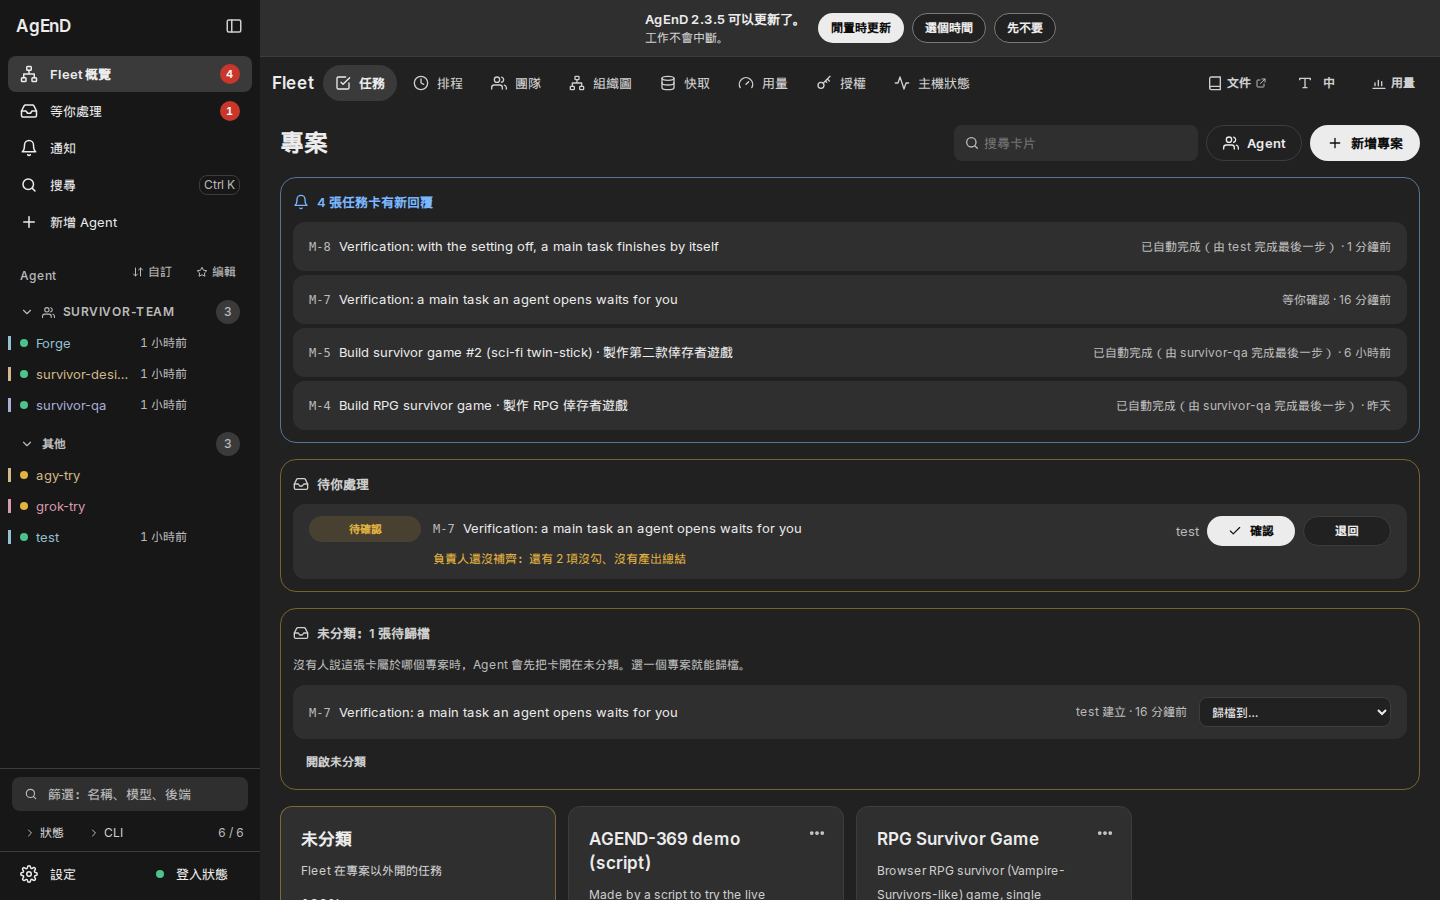 AgEnD
Fleet 概覽 4
等你處理 1
通知
搜尋 Ctrl K
新增 Agent
Agent 自訂 編輯
SURVIVOR-TEAM 3
Forge 1 小時前
survivor-desi... 1 小時前
survivor-qa 1 小時前
其他 3
agy-try
grok-try
test 1 小時前
篩選：名稱、模型、後端
狀態 CLI 6 / 6
設定 登入狀態
AgEnD 2.3.5 可以更新了。
工作不會中斷。
閒置時更新 選個時間 先不要
Fleet 任務 排程 團隊 組織圖 快取 用量 授權 主機狀態 文件 中 用量
專案 搜尋卡片 Agent 新增專案
4 張任務卡有新回覆
M-8 Verification: with the setting off, a main task finishes by itself 已自動完成（由 test 完成最後一步）· 1 分鐘前
M-7 Verification: a main task an agent opens waits for you 等你確認 · 16 分鐘前
M-5 Build survivor game #2 (sci-fi twin-stick) · 製作第二款倖存者遊戲 已自動完成（由 survivor-qa 完成最後一步）· 6 小時前
M-4 Build RPG survivor game · 製作 RPG 倖存者遊戲 已自動完成（由 survivor-qa 完成最後一步）· 昨天
待你處理
待確認 M-7 Verification: a main task an agent opens waits for you test 確認 退回
負責人還沒補齊：還有 2 項沒勾、沒有產出總結
未分類：1 張待歸檔
沒有人說這張卡屬於哪個專案時，Agent 會先把卡開在未分類。選一個專案就能歸檔。
M-7 Verification: a main task an agent opens waits for you test 建立 · 16 分鐘前 歸檔到...
開啟未分類
未分類
Fleet 在專案以外開的任務
AGEND-369 demo
(script)
Made by a script to try the live
RPG Survivor Game
Browser RPG survivor (Vampire-
Survivors-like) game, single